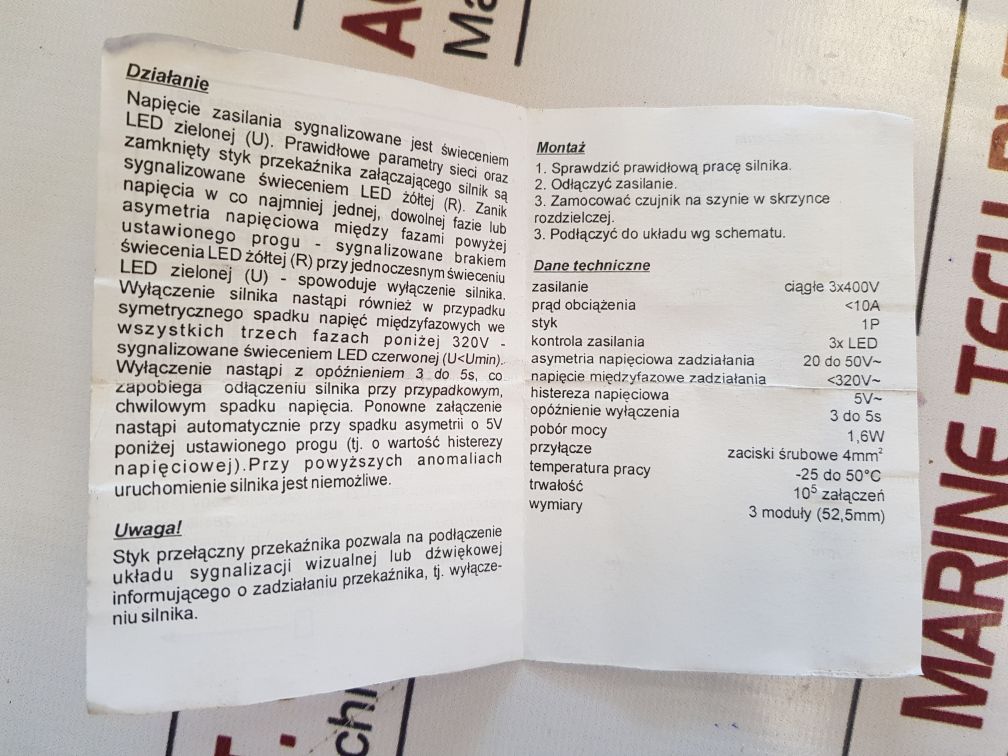 Działanie
Napięcie zasilania sygnalizowane jest świeceniem
LED zielonej (U). Prawidłowe parametry sieci oraz
zamknięty styk przekaźnika załączającego silnik są
sygnalizowane świeceniem LED żółtej (R). Zanik
napięcia w co najmniej jednej, dowolnej fazie lub
asymetria napięciowa między fazami powyżej
ustawionego progu - sygnalizowane brakiem
świecenia LED żółtej (R) przy jednoczesnym świeceniu
LED zielonej (U) - spowoduje wyłączenie silnika.
Wyłączenie silnika nastąpi również w przypadku
symetrycznego spadku napięć międzyfazowych we
wszystkich trzech fazach poniżej 320V -
sygnalizowane świeceniem LED czerwonej (U<Umin).
Wyłączenie nastąpi z opóźnieniem 3 do 5s, co
zapobiega odłączeniu silnika przy przypadkowym,
chwilowym spadku napięcia. Ponowne załączenie
nastąpi automatycznie przy spadku asymetrii o 5V
poniżej ustawionego progu (tj. o wartość histerezy
napięciowej).Przy powyższych anomaliach
uruchomienie silnika jest niemożliwe.
Uwaga!
Styk przełączny przekaźnika pozwala na podłączenie
układu sygnalizacji wizualnej lub dźwiękowej
informującego o zadziałaniu przekaźnika, tj. wyłącze-
niu silnika.
Montaż
1. Sprawdzić prawidłową pracę silnika.
2. Odłączyć zasilanie.
3. Zamocować czujnik na szynie w skrzynce
rozdzielczej.
3. Podłączyć do układu wg schematu.
Dane techniczne
zasilanie ciągłe 3x400V
prąd obciążenia <10A
styk 1P
kontrola zasilania 3x LED
asymetria napięciowa zadziałania 20 do 50V~
napięcie międzyfazowe zadziałania <320V~
histereza napięciowa 5V~
opóźnienie wyłączenia 3 do 5s
pobór mocy 1,6W
przyłącze zaciski śrubowe 4mm²
temperatura pracy -25 do 50°C
trwałość 10⁵ załączeń
wymiary 3 moduły (52,5mm)
MARINE